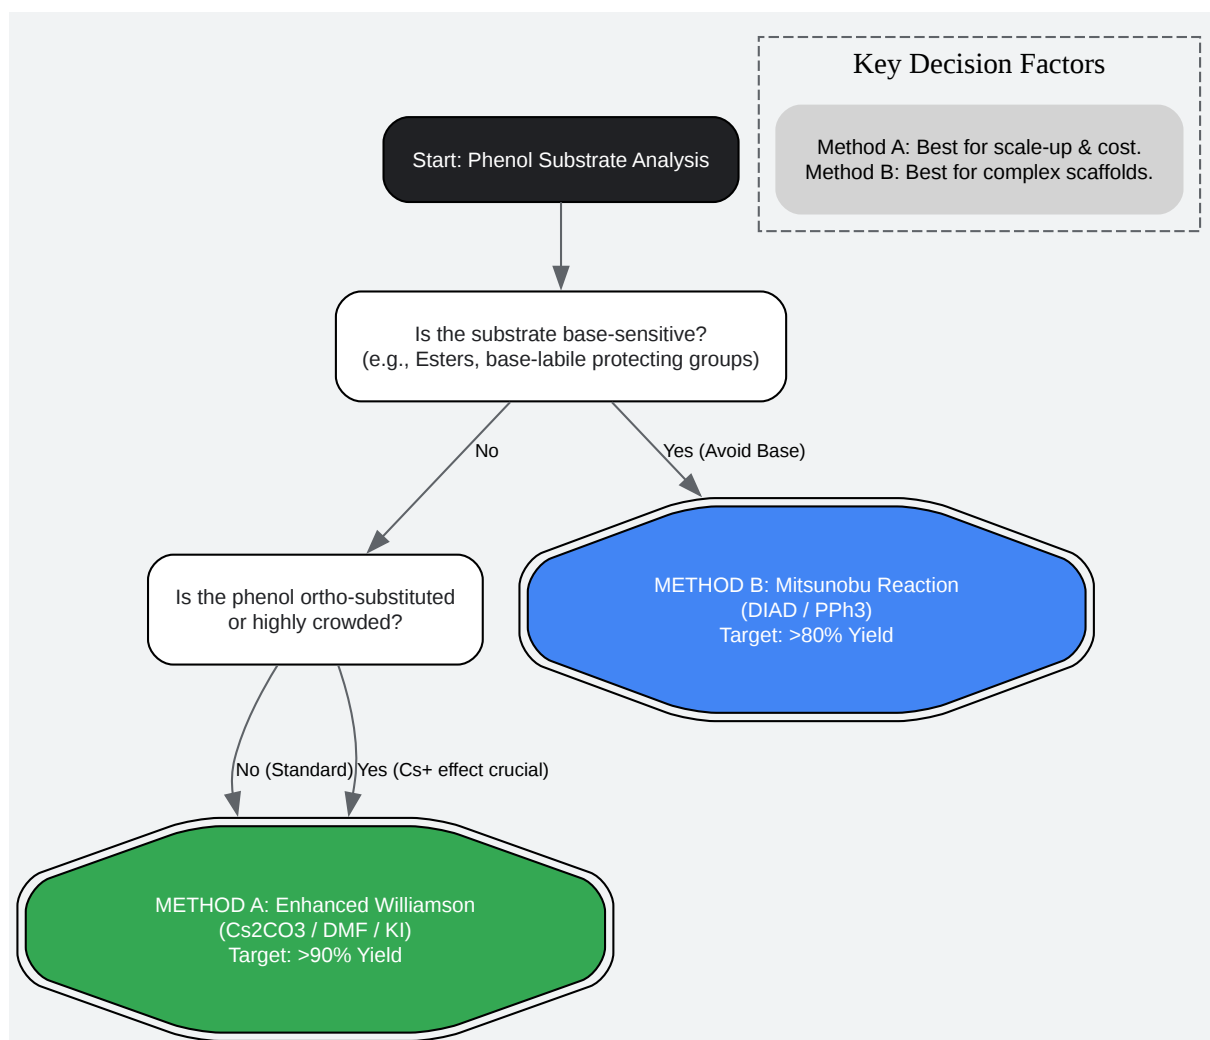 Key Decision Factors
Method A: Best for scale-up & cost.
Method B: Best for complex scaffolds.
Start: Phenol Substrate Analysis
Is the substrate base-sensitive?
(e.g., Esters, base-labile protecting groups)
No
Yes (Avoid Base)
METHOD B: Mitsunobu Reaction
(DIAD / PPh3)
Target: >80% Yield
Is the phenol ortho-substituted
or highly crowded?
No (Standard)
Yes (Cs+ effect crucial)
METHOD A: Enhanced Williamson
(Cs2CO3 / DMF / KI)
Target: >90% Yield